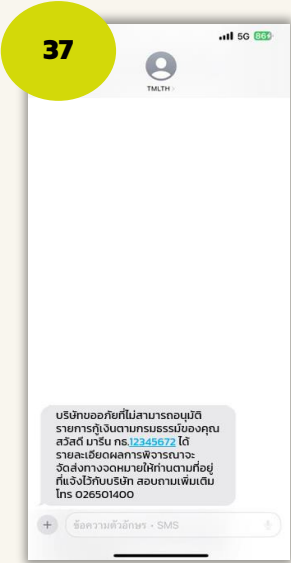 37
5G 86
TMLTH
บริษัทขออภัยที่ไม่สามารถอนุมัติ
รายการกู้เงินตามกรมธรรม์ของคุณ
สวัสดี มารีน กธ.12345672 ได้
รายละเอียดผลการพิจารณาจะ
จัดส่งทางจดหมายให้ท่านตามที่อยู่
ที่แจ้งไว้กับบริษัท สอบถามเพิ่มเติม
โทร 026501400
ข้อความตัวอักษร • SMS